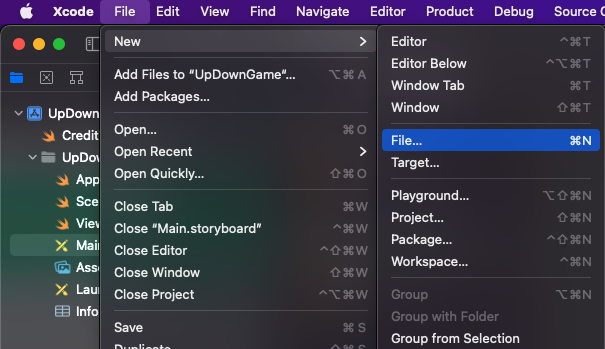 Xcode File Edit View Find Navigate Editor Product Debug Source C
New >
Add Files to “UpDownGame”... ⌥⌘A
Add Packages...
Open... ⌘O
Open Recent >
Open Quickly... ⇧⌘O
Close Tab ⌘W
Close “Main.storyboard” ^⌘W
Close Editor ^⇧⌘W
Close Window ⇧⌘W
Close Project ^⌥⌘W
Save ⌘S
Duplicate... ⇧⌘S
Editor ^⌘T
Editor Below ^⌥⌘T
Window Tab ⌘T
Window ⇧⌘T
File... ⌘N
Target...
Playground... ⌥⇧⌘N
Project... ⇧⌘N
Package... ^⇧⌘N
Workspace... ^⌘N
Group ⌥⌘N
Group with Folder
Group from Selection
UpDown
Credit
UpDow
App
Sce
View
Mai
Asse
Lau
Info